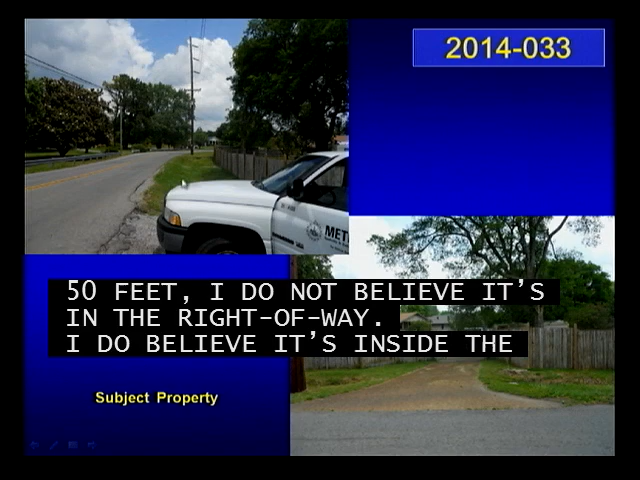 2014-033
MET
50 FEET, I DO NOT BELIEVE IT'S
IN THE RIGHT-OF-WAY.
I DO BELIEVE IT'S INSIDE THE
Subject Property